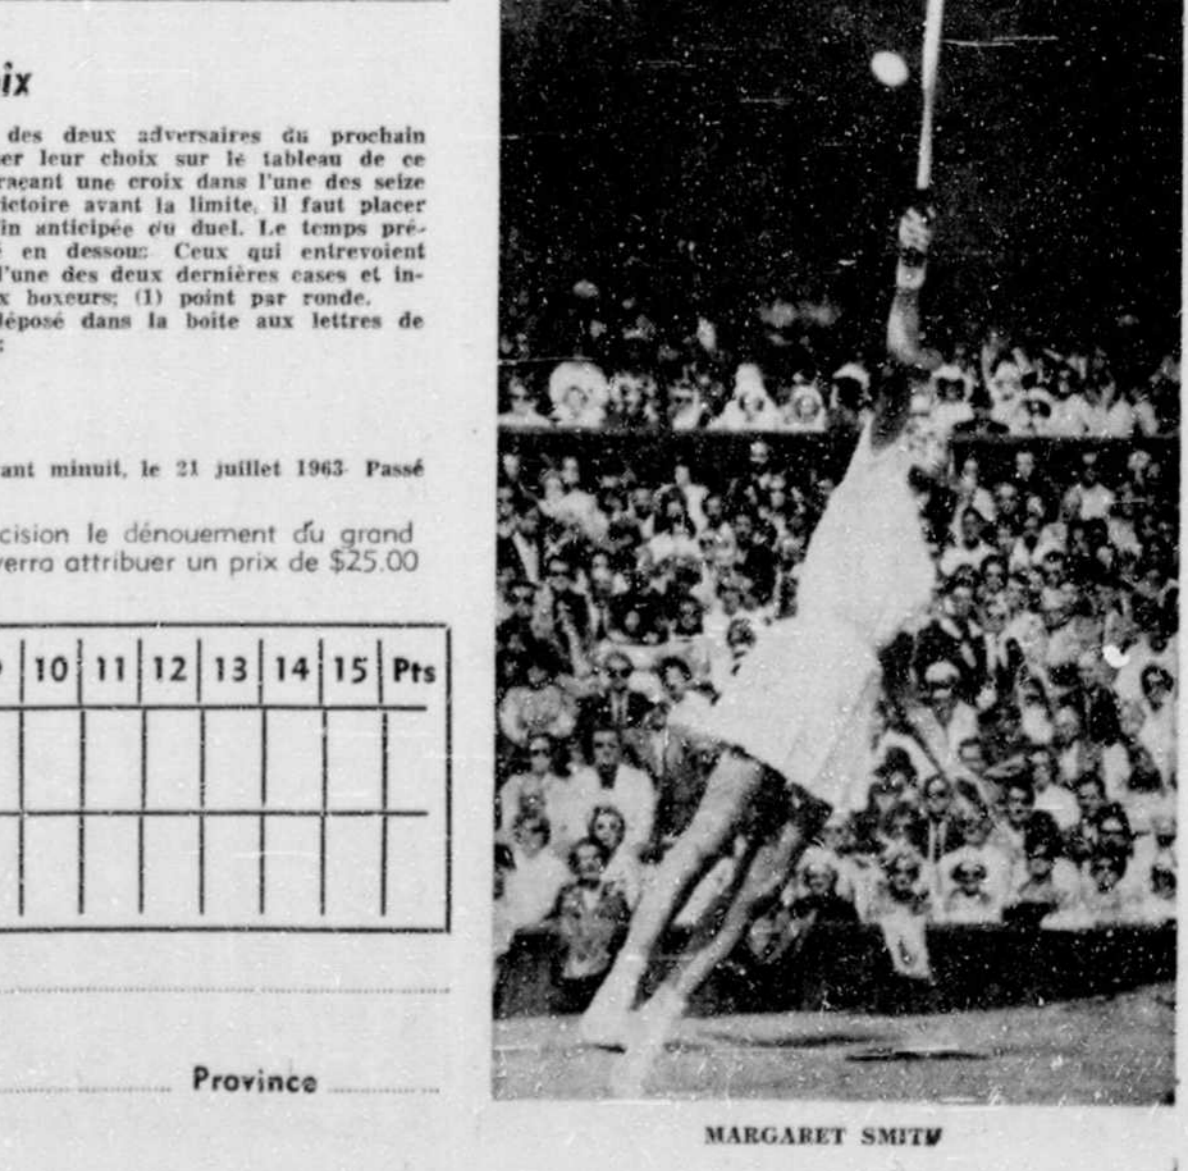 ix
des deux adversaires du prochain
er leur choix sur le tableau de ce
raçant une croix dans l'une des seize
ictoire avant la limite, il faut placer
in anticipée du duel. Le temps pré-
en dessous Ceux qui entrevoient
l'une des deux dernières cases et in-
x boxeurs; (1) point par ronde.
déposé dans la boite aux lettres de
:
ant minuit, le 21 juillet 1963 Passé
cision le dénouement du grand
verra attribuer un prix de $25.00
10 11 12 13 14 15 Pts
Province
MARGARET SMITH